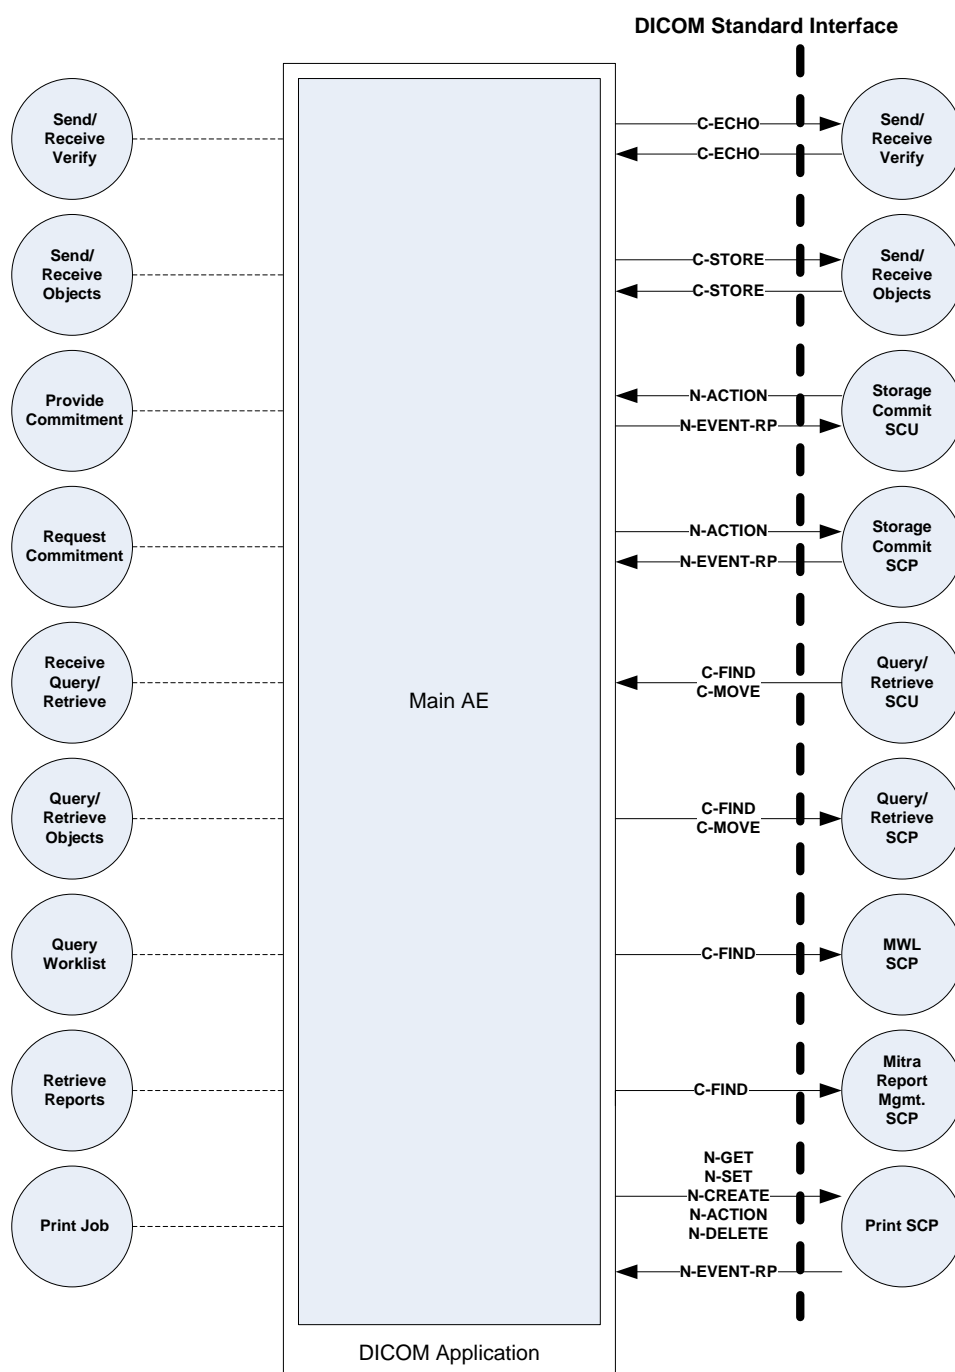 DICOM Standard Interface
Send/
Receive
Verify
C-ECHO
C-ECHO
Send/
Receive
Verify
Send/
Receive
Objects
C-STORE
C-STORE
Send/
Receive
Objects
Provide
Commitment
N-ACTION
N-EVENT-RP
Storage
Commit
SCU
Request
Commitment
N-ACTION
N-EVENT-RP
Storage
Commit
SCP
Receive
Query/
Retrieve
Main AE
C-FIND
C-MOVE
Query/
Retrieve
SCU
Query/
Retrieve
Objects
C-FIND
C-MOVE
Query/
Retrieve
SCP
Query
Worklist
C-FIND
MWL
SCP
Retrieve
Reports
C-FIND
Mitra
Report
Mgmt.
SCP
Print Job
N-GET
N-SET
N-CREATE
N-ACTION
N-DELETE
N-EVENT-RP
Print SCP
DICOM Application